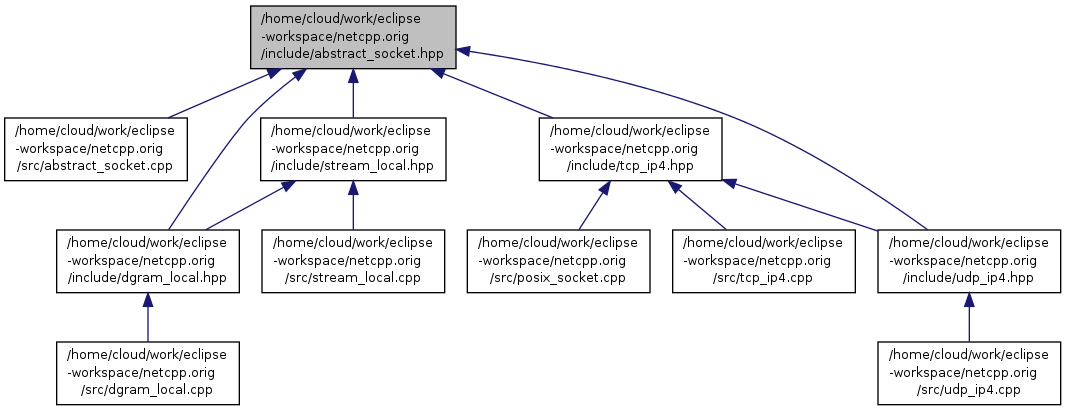 /home/cloud/work/eclipse
-workspace/netcpp.orig
/include/abstract_socket.hpp
/home/cloud/work/eclipse
-workspace/netcpp.orig
/src/abstract_socket.cpp
/home/cloud/work/eclipse
-workspace/netcpp.orig
/include/stream_local.hpp
/home/cloud/work/eclipse
-workspace/netcpp.orig
/include/tcp_ip4.hpp
/home/cloud/work/eclipse
-workspace/netcpp.orig
/include/dgram_local.hpp
/home/cloud/work/eclipse
-workspace/netcpp.orig
/src/stream_local.cpp
/home/cloud/work/eclipse
-workspace/netcpp.orig
/src/posix_socket.cpp
/home/cloud/work/eclipse
-workspace/netcpp.orig
/src/tcp_ip4.cpp
/home/cloud/work/eclipse
-workspace/netcpp.orig
/include/udp_ip4.hpp
/home/cloud/work/eclipse
-workspace/netcpp.orig
/src/dgram_local.cpp
/home/cloud/work/eclipse
-workspace/netcpp.orig
/src/udp_ip4.cpp